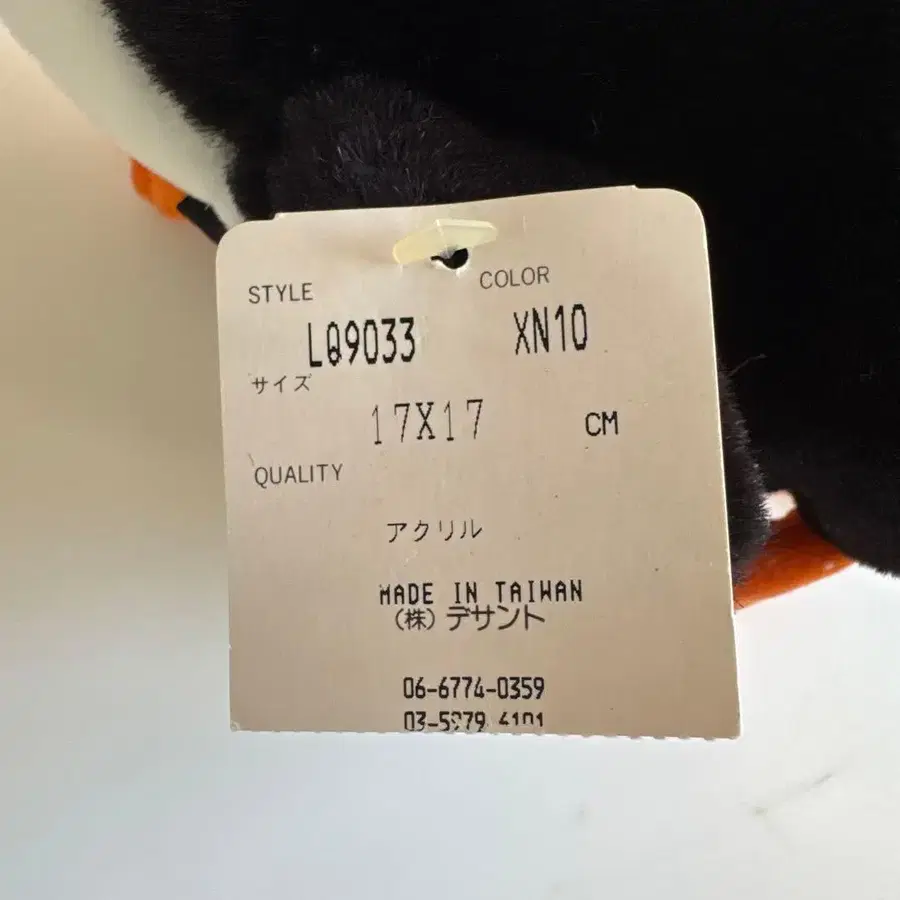 STYLE COLOR
LQ9033 XN10
サイズ
17X17 CM
QUALITY
アクリル
MADE IN TAIWAN
(株) デサント
06-6774-0359